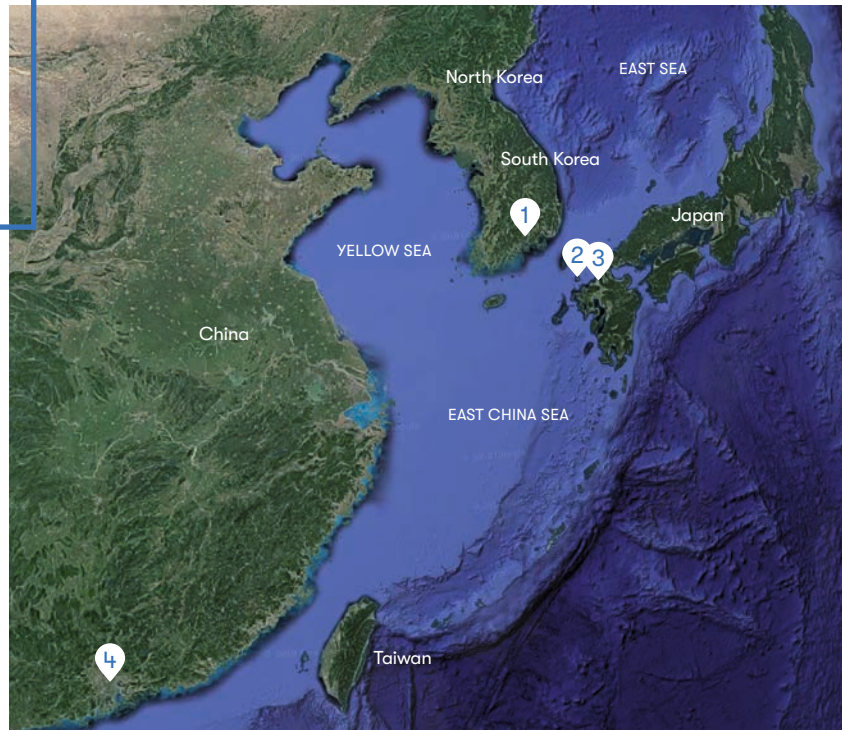 North Korea
EAST SEA
South Korea
1
Japan
YELLOW SEA
2 3
China
EAST CHINA SEA
4
Taiwan